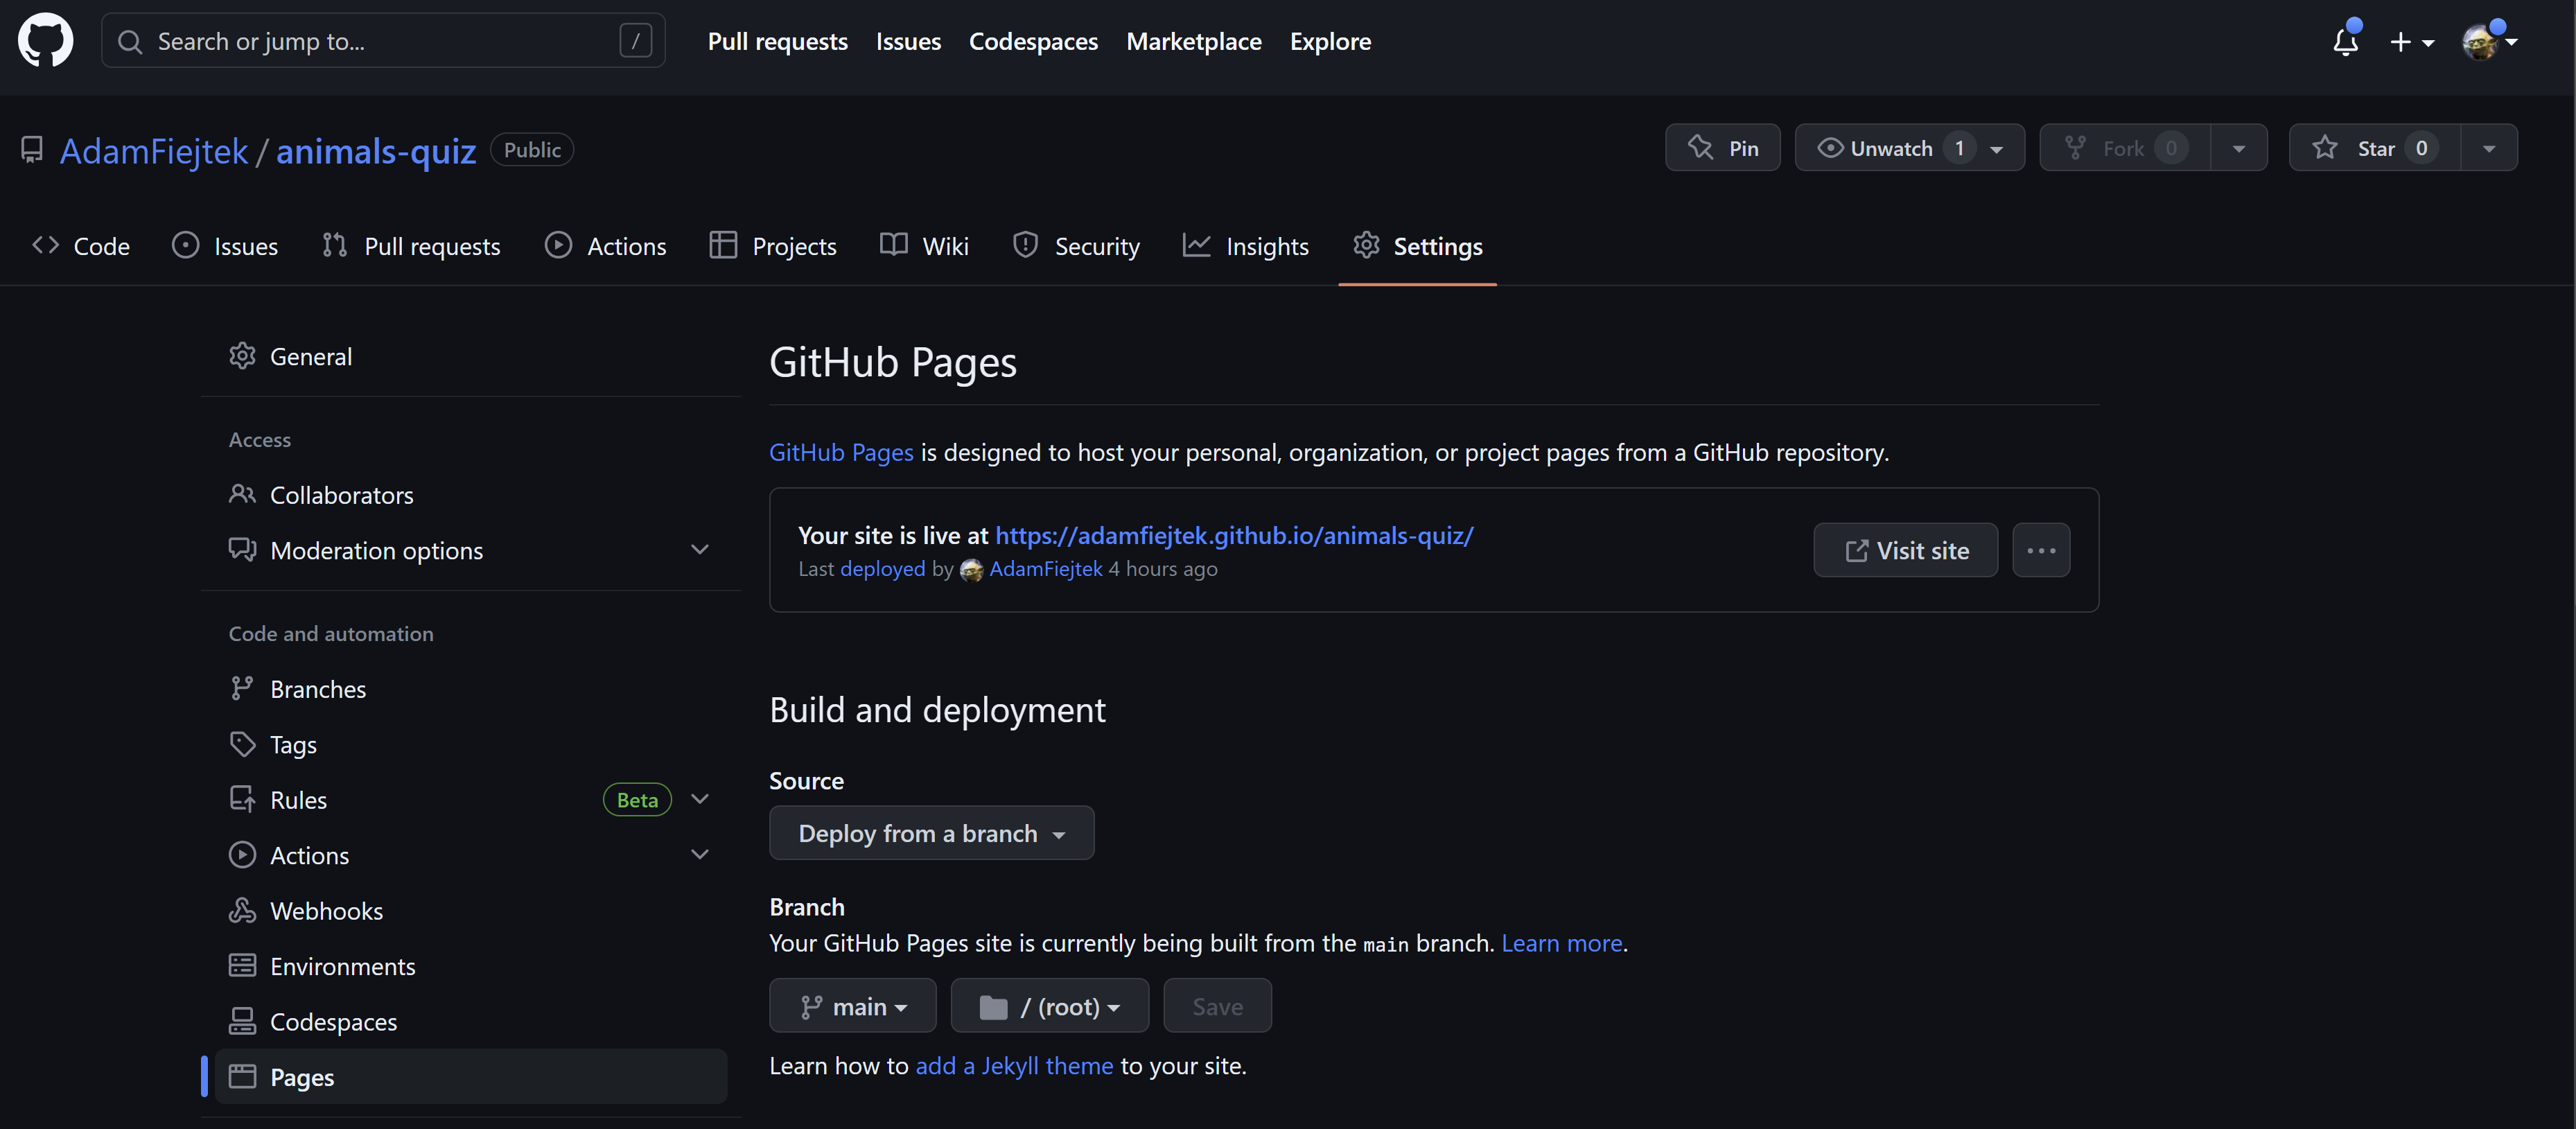 Search or jump to... /
Pull requests Issues Codespaces Marketplace Explore
AdamFiejtek / animals-quiz Public
Pin Unwatch 1 Fork 0 Star 0
Code Issues Pull requests Actions Projects Wiki Security Insights Settings
General
Access
Collaborators
Moderation options
Code and automation
Branches
Tags
Rules Beta
Actions
Webhooks
Environments
Codespaces
Pages
GitHub Pages
GitHub Pages is designed to host your personal, organization, or project pages from a GitHub repository.
Your site is live at https://adamfiejtek.github.io/animals-quiz/
Last deployed by AdamFiejtek 4 hours ago
Visit site
Build and deployment
Source
Deploy from a branch
Branch
Your GitHub Pages site is currently being built from the main branch. Learn more.
main / (root) Save
Learn how to add a Jekyll theme to your site.